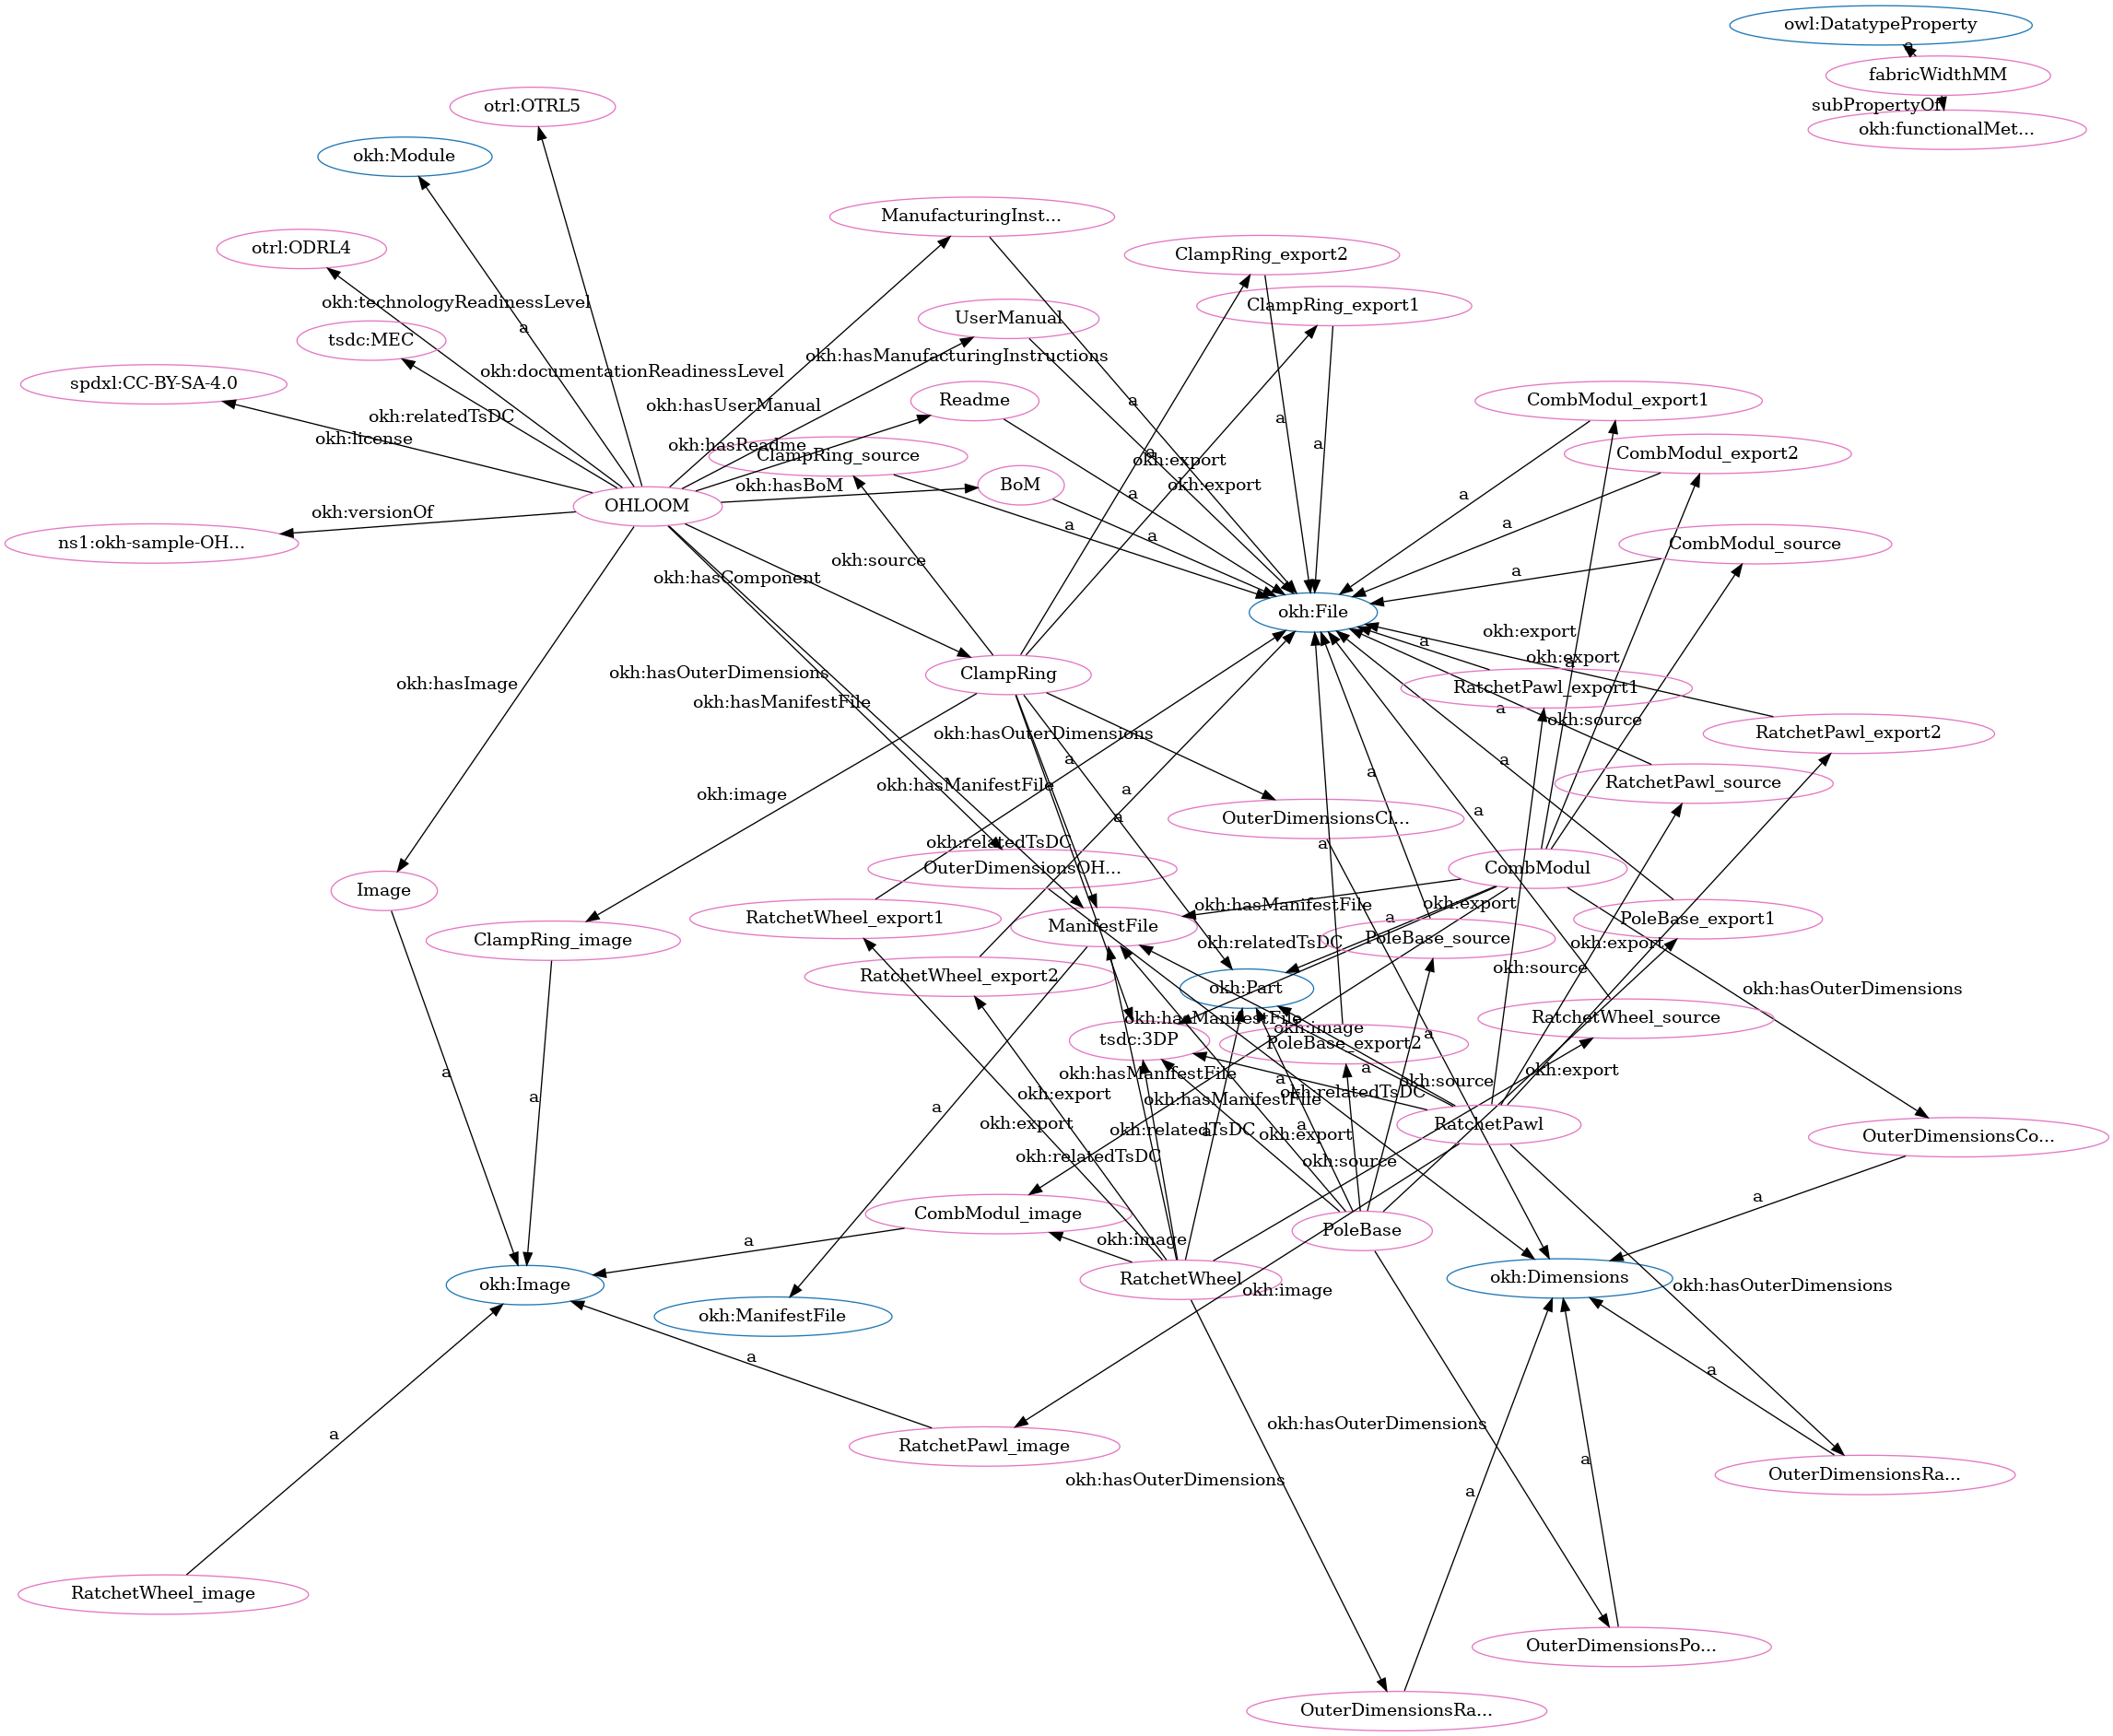 owl:DatatypeProperty
a
fabricWidthMM
subPropertyOf
okh:functionalMet...
otrl:OTRL5
okh:Module
ManufacturingInst...
otrl:ODRL4
ClampRing_export2
okh:technologyReadinessLevel
ClampRing_export1
UserManual
a
tsdc:MEC
okh:hasManufacturingInstructions
okh:documentationReadinessLevel
spdxl:CC-BY-SA-4.0
Readme
a
CombModul_export1
okh:hasUserManual
okh:relatedTsDC
a
okh:license
okh:hasReadme
a
ClampRing_source
a
okh:export
CombModul_export2
okh:hasBoM
BoM
okh:export
a
a
OHLOOM
okh:versionOf
a
a
a
ns1:okh-sample-OH...
CombModul_source
okh:source
a
okh:hasComponent
okh:File
okh:export
a
okh:export
a
ClampRing
okh:hasOuterDimensions
okh:hasImage
RatchetPawl_export1
okh:hasManifestFile
a
okh:source
okh:hasOuterDimensions
RatchetPawl_export2
a
a
a
okh:hasManifestFile
a
okh:image
RatchetPawl_source
a
a
OuterDimensionsCl...
okh:relatedTsDC
a
OuterDimensionsOH...
CombModul
Image
okh:hasManifestFile
okh:export
RatchetWheel_export1
a
PoleBase_export1
ManifestFile
ClampRing_image
okh:relatedTsDC
PoleBase_source
okh:export
okh:source
RatchetWheel_export2
okh:Part
okh:hasOuterDimensions
okh:hasManifestFile
okh:image
RatchetWheel_source
a
tsdc:3DP
PoleBase_export2
a
okh:hasManifestFile
a
a
okh:source
okh:export
okh:export
a
okh:hasManifestFile
okh:relatedTsDC
a
okh:export
okh:relatedTsDC
a
a
okh:export
RatchetPawl
OuterDimensionsCo...
okh:relatedTsDC
okh:source
a
CombModul_image
PoleBase
a
okh:image
okh:Image
RatchetWheel
okh:image
okh:Dimensions
okh:hasOuterDimensions
okh:ManifestFile
a
a
okh:hasOuterDimensions
a
RatchetPawl_image
okh:hasOuterDimensions
a
a
OuterDimensionsRa...
RatchetWheel_image
OuterDimensionsPo...
OuterDimensionsRa...